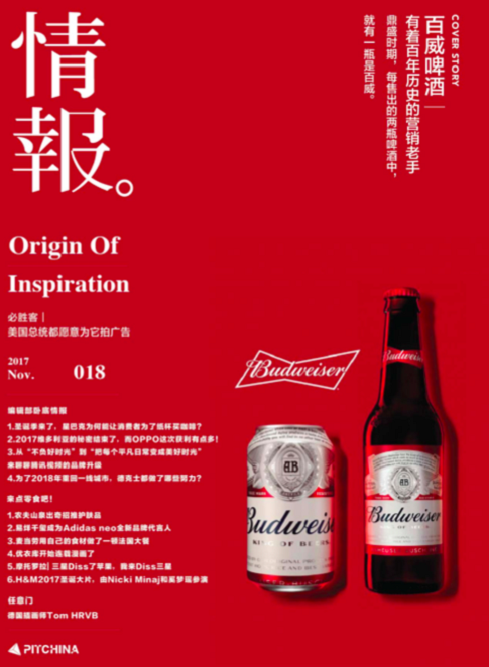 情
報。
COVER STORY
百威啤酒——
有着百年历史的营销老手
鼎盛时期，每售出的两瓶啤酒中，
就有一瓶是百威。
Origin Of
Inspiration
必胜客|
美国总统都愿意为它拍广告
2017
Nov. 018
编辑部卧底情报
1.圣诞季来了，星巴克为何能让消费者为了纸杯买咖啡？
2.2017维多利亚的秘密结束了，而OPPO这次获利有点多！
3.从“不负好时光”到“把每个平凡日常变成美好时光”
来聊聊腾讯视频的品牌升级
4.为了2018年重回一线城市，德克士都做了哪些努力？
来点零食吧！
1.农夫山泉出奇招推护肤品
2.易烊千玺成为Adidas neo全新品牌代言人
3.麦当劳用自己的食材做了一顿法国大餐
4.优衣库开始连载漫画了
5.摩托罗拉| 三星Diss了苹果，我来Diss三星
6.H&M2017圣诞大片，由Nicki Minaj和奚梦瑶参演
任意门
德国插画师Tom HRVB
PITCHINA
Budweiser
Budweiser
Budweiser
KING OF BEERS
Budweiser